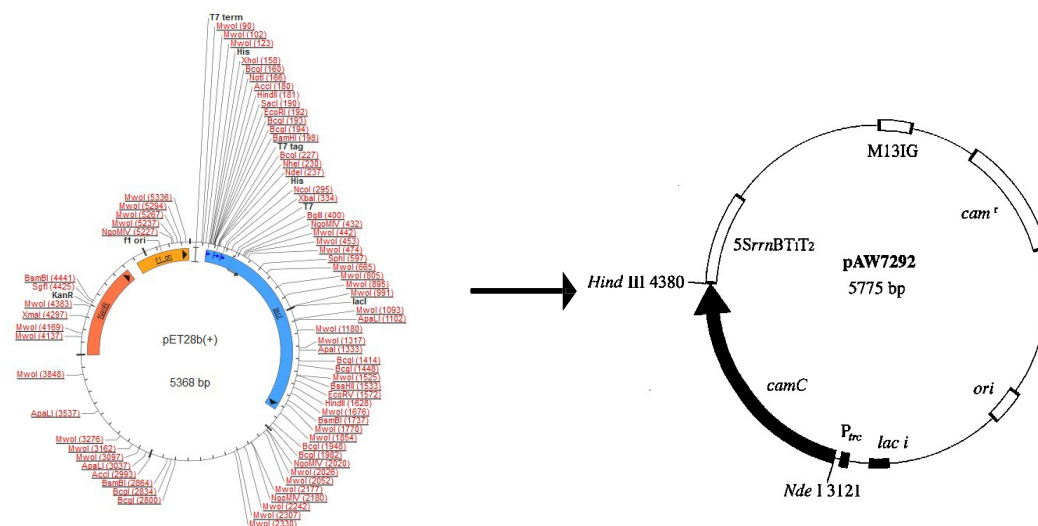 T7 term
MwoI (90)
MwoI (102)
MwoI (123)
His
XhoI (158)
BcgI (160)
NotI (166)
AccI (180)
HindII (181)
SacI (190)
EcoRI (192)
BcgI (193)
BcgI (194)
BamHI (198)
T7 tag
BcgI (227)
NheI (230)
NdeI (237)
His
NcoI (295)
XbaI (334)
T7
BglII (400)
NgoMIV (432)
MwoI (442)
MwoI (453)
MwoI (474)
SphI (597)
MwoI (665)
MwoI (805)
MwoI (895)
MwoI (991)
lacI
MwoI (1093)
ApaLI (1102)
MwoI (1180)
MwoI (1317)
ApaI (1333)
BcgI (1414)
BcgI (1448)
MwoI (1525)
BssHII (1533)
EcoRV (1572)
HindII (1628)
MwoI (1676)
BsmBI (1737)
MwoI (1770)
MwoI (1854)
BcgI (1948)
BcgI (1982)
NgoMIV (2020)
MwoI (2026)
MwoI (2052)
MwoI (2177)
NgoMIV (2180)
MwoI (2242)
MwoI (2307)
MwoI (2330)
BcgI (2800)
BcgI (2834)
BsmBI (2864)
AccI (2993)
ApaLI (3037)
MwoI (3097)
MwoI (3162)
MwoI (3276)
ApaLI (3537)
MwoI (3848)
MwoI (4137)
MwoI (4169)
XmaI (4297)
MwoI (4383)
KanR
SgfI (4425)
BsmBI (4441)
f1 ori
NgoMIV (5227)
MwoI (5237)
MwoI (5267)
MwoI (5294)
MwoI (5336)
f1 ori
KanR
lacI
pET28b(+)
5368 bp
M13IG
cam r
5SrrnBT1T2
pAW7292
5775 bp
Hind III 4380
camC
ori
Ptrc
lac i
Nde I 3121